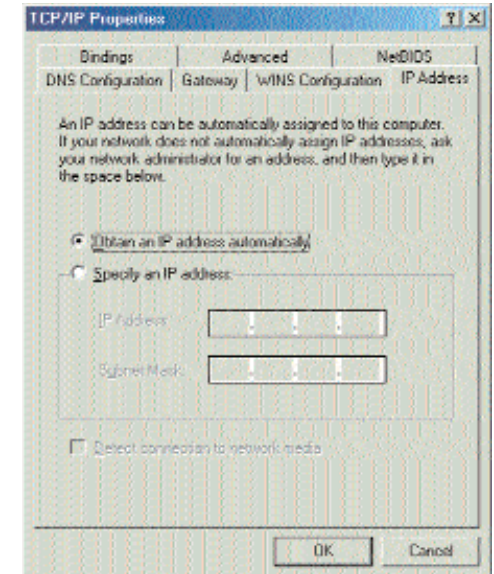 TCP/IP Properties
Bindings Advanced NetBIOS
DNS Configuration Gateway WINS Configuration IP Address
An IP address can be automatically assigned to this computer.
If your network does not automatically assign IP addresses, ask
your network administrator for an address, and then type it in
the space below.
Obtain an IP address automatically
Specify an IP address:
IP Address:
Subnet Mask:
Detect connection to network media
OK Cancel